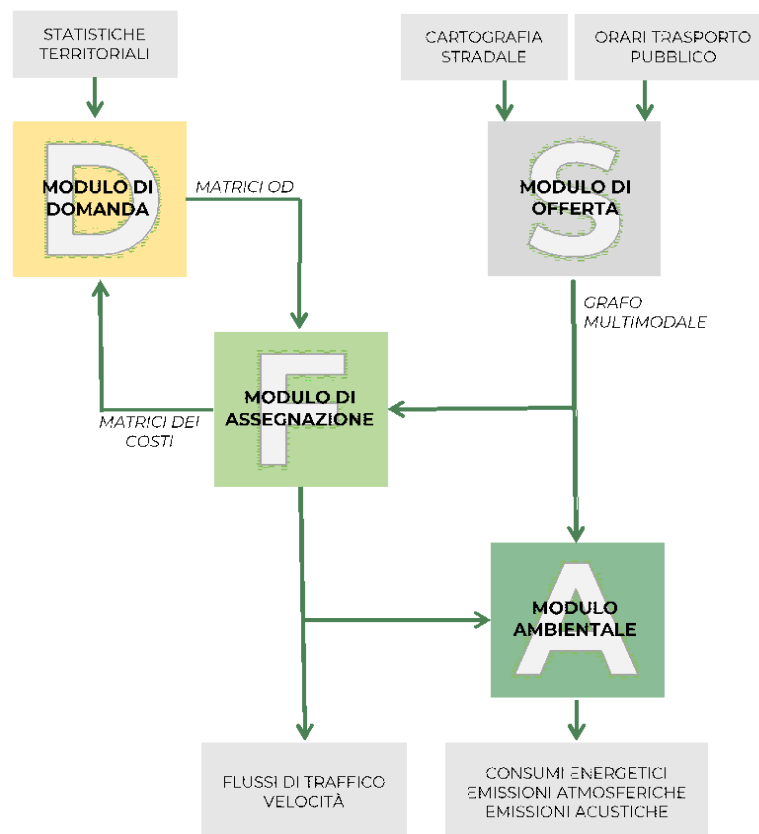 STATISTICHE
TERRITORIALI
CARTOGRAFIA
STRADALE
ORARI TRASPORTO
PUBBLICO
D
MODULO DI
DOMANDA
MATRICI OD
S
MODULO DI
OFFERTA
GRAFO
MULTIMODALE
F
MODULO DI
ASSEGNAZIONE
MATRICI DEI
COSTI
A
MODULO
AMBIENTALE
FLUSSI DI TRAFFICO
VELOCITÀ
CONSUMI ENERGETICI
EMISSIONI ATMOSFERICHE
EMISSIONI ACUSTICHE